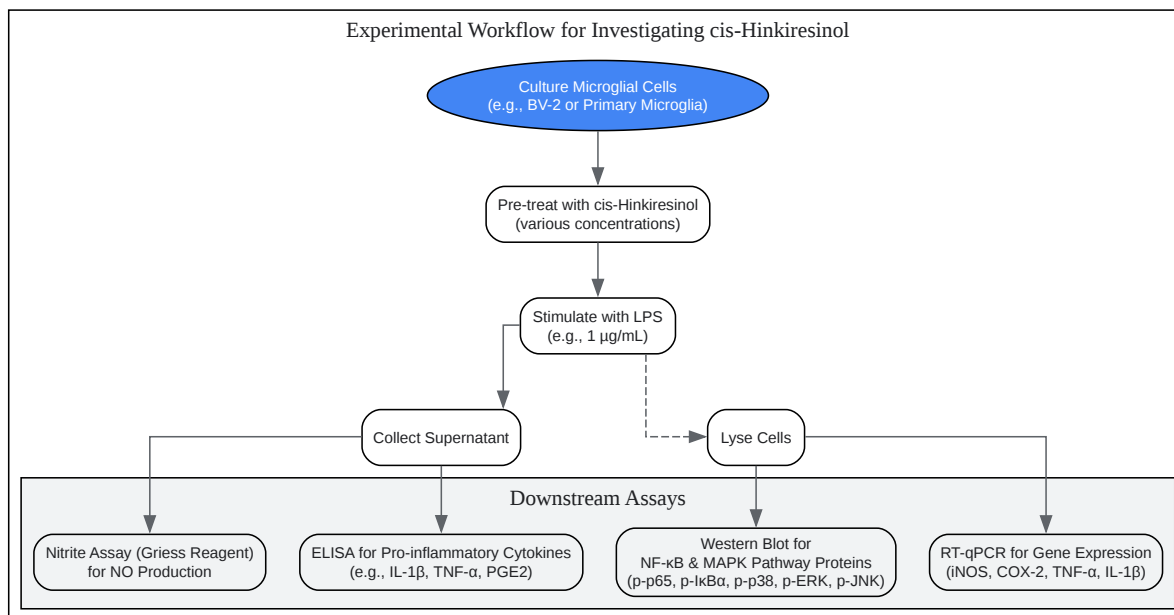 Experimental Workflow for Investigating cis-Hinkiresinol
Culture Microglial Cells
(e.g., BV-2 or Primary Microglia)
Pre-treat with cis-Hinkiresinol
(various concentrations)
Stimulate with LPS
(e.g., 1 µg/mL)
Collect Supernatant
Lyse Cells
Downstream Assays
Nitrite Assay (Griess Reagent)
for NO Production
ELISA for Pro-inflammatory Cytokines
(e.g., IL-1β, TNF-α, PGE2)
Western Blot for
NF-κB & MAPK Pathway Proteins
(p-p65, p-IκBα, p-p38, p-ERK, p-JNK)
RT-qPCR for Gene Expression
(iNOS, COX-2, TNF-α, IL-1β)